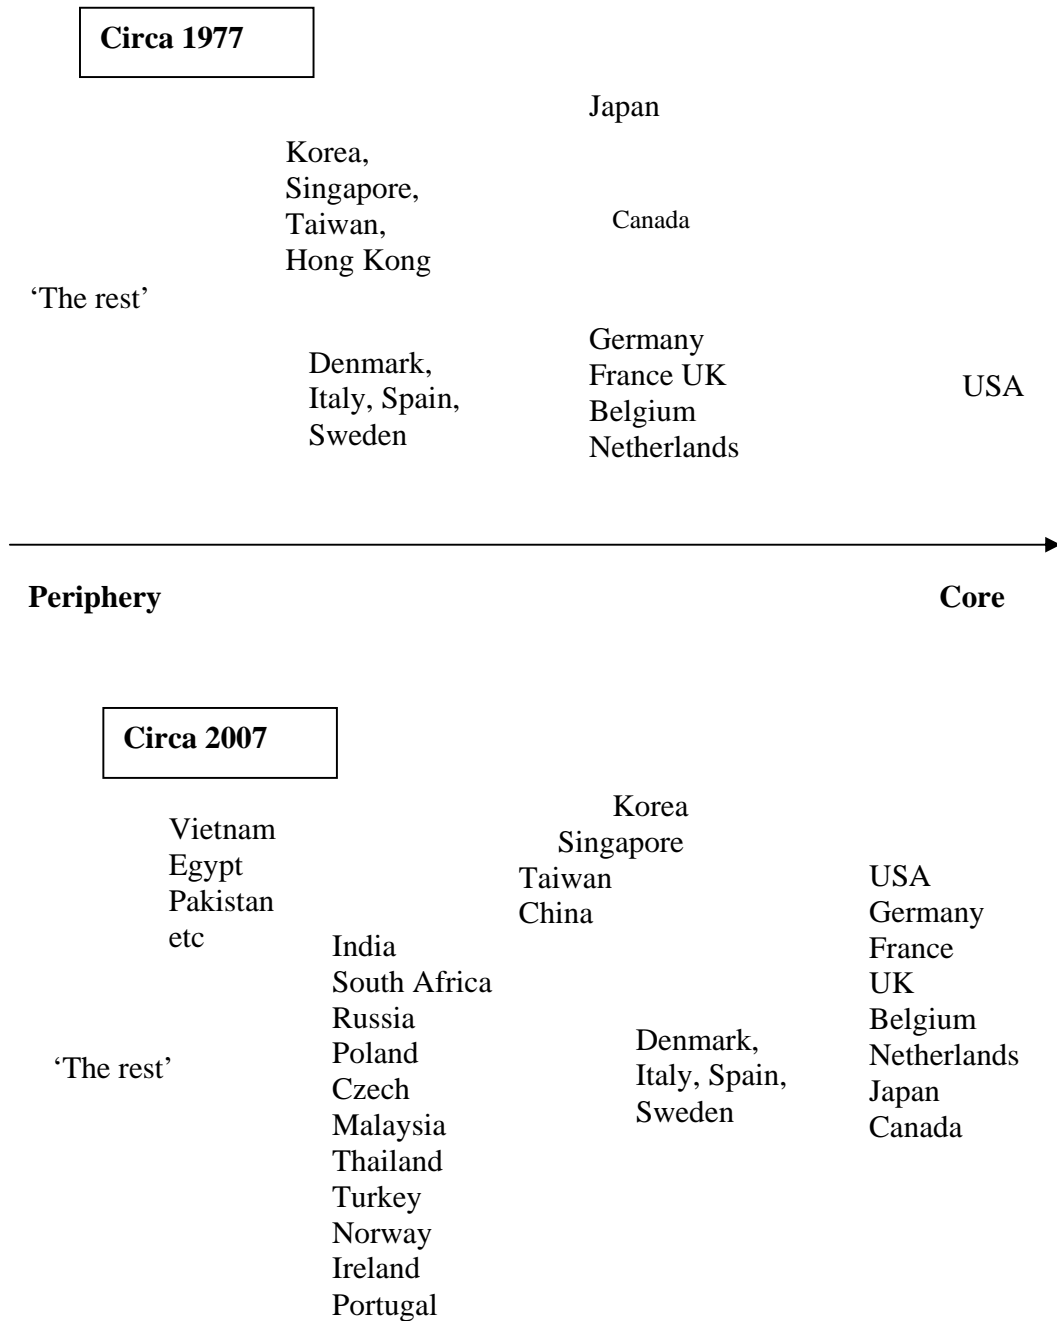 Circa 1977
Japan
Korea,
Singapore,
Taiwan,
Hong Kong
Canada
‘The rest’
Denmark,
Italy, Spain,
Sweden
Germany
France UK
Belgium
Netherlands
USA
Periphery
Core
Circa 2007
Vietnam
Egypt
Pakistan
etc
‘The rest’
India
South Africa
Russia
Poland
Czech
Malaysia
Thailand
Turkey
Norway
Ireland
Portugal
Korea
Singapore
Taiwan
China
Denmark,
Italy, Spain,
Sweden
USA
Germany
France
UK
Belgium
Netherlands
Japan
Canada